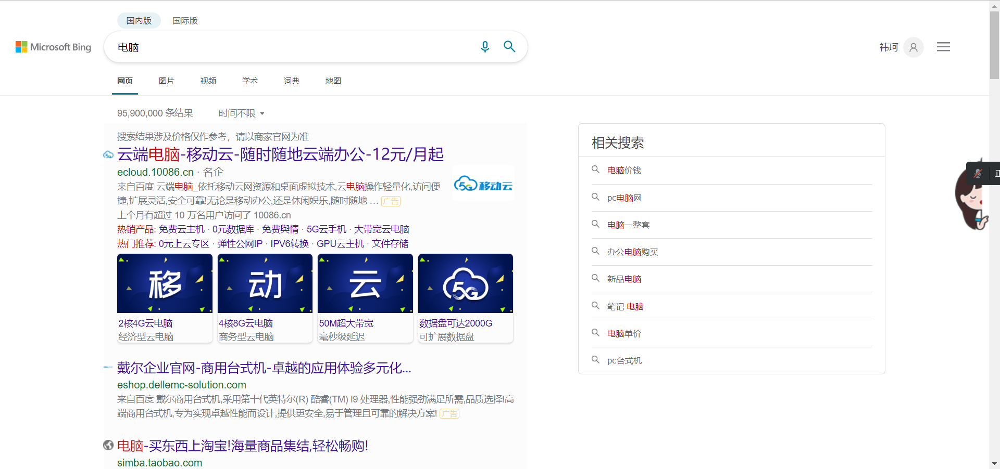 国内版 国际版
Microsoft Bing
电脑
祎珂
网页 图片 视频 学术 词典 地图
95,900,000 条结果 时间不限
搜索结果涉及价格仅作参考，请以商家官网为准
云端电脑-移动云-随时随地云端办公-12元/月起
ecloud.10086.cn · 名企
来自百度 云端电脑_依托移动云网资源和桌面虚拟技术,云电脑操作轻量化,访问便
捷,扩展灵活,安全可靠!无论是移动办公,还是休闲娱乐,随时随地 … 广告
5G 移动云
上个月有超过 10 万名用户访问了 10086.cn
热销产品: 免费云主机 · 0元数据库 · 免费舆情 · 5G云手机 · 大带宽云电脑
热门推荐: 0元上云专区 · 弹性公网IP · IPV6转换 · GPU云主机 · 文件存储
移 动 云 5G
2核4G云电脑
经济型云电脑
4核8G云电脑
商务型云电脑
50M超大带宽
毫秒级延迟
数据盘可达2000G
可扩展数据盘
戴尔企业官网-商用台式机-卓越的应用体验多元化...
eshop.dellemc-solution.com
来自百度 戴尔商用台式机,采用第十代英特尔(R) 酷睿(TM) i9 处理器,性能强劲满足所需,品质选择!高
端商用台式机,专为实现卓越性能而设计,提供更安全,易于管理且可靠的解决方案! 广告
电脑-买东西上淘宝!海量商品集结,轻松畅购!
simba.taobao.com
相关搜索
电脑价钱
pc电脑网
电脑一整套
办公电脑购买
新品电脑
笔记 电脑
电脑单价
pc台式机